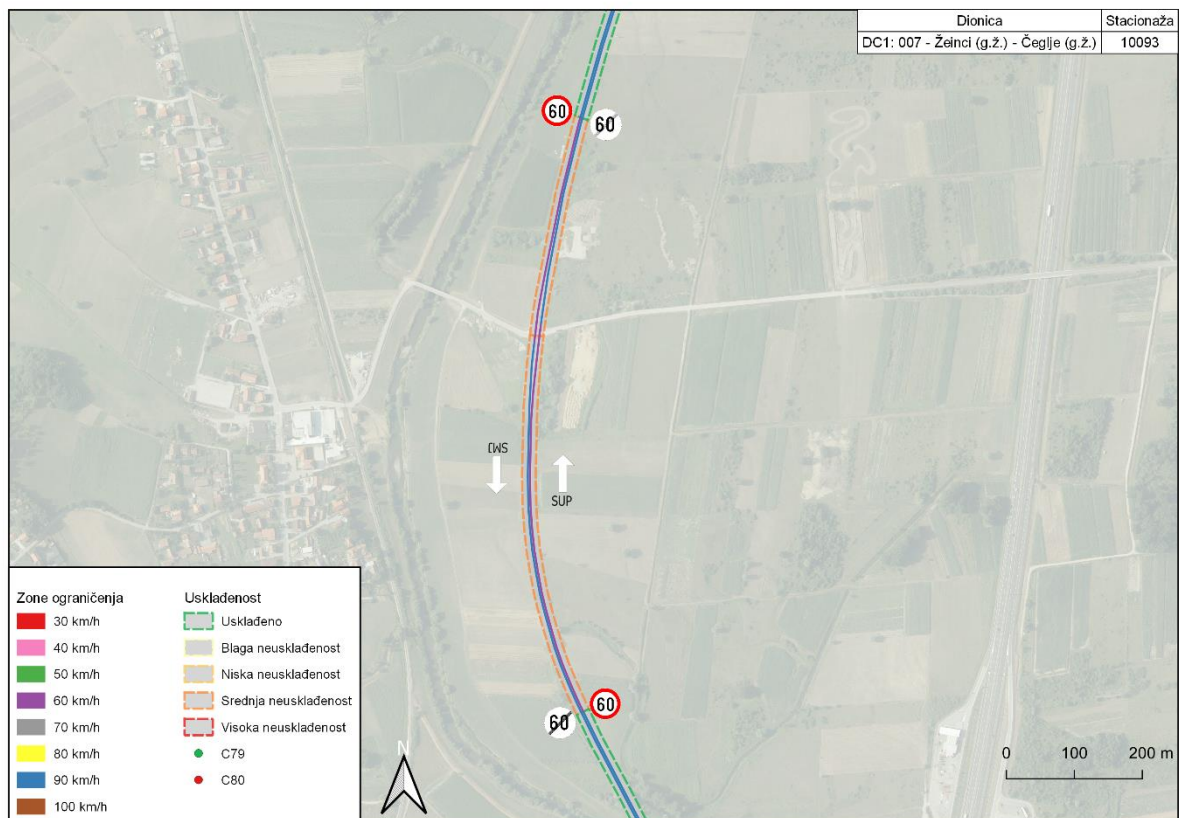 Dionica Stacionaža
DC1: 007 - Žeinci (g.ž.) - Čeglje (g.ž.) 10093
60
60
SMJ
SUP
60
60
Zone ograničenja
30 km/h
40 km/h
50 km/h
60 km/h
70 km/h
80 km/h
90 km/h
100 km/h
Usklađenost
Usklađeno
Blaga neusklađenost
Niska neusklađenost
Srednja neusklađenost
Visoka neusklađenost
C79
C80
N
0 100 200 m